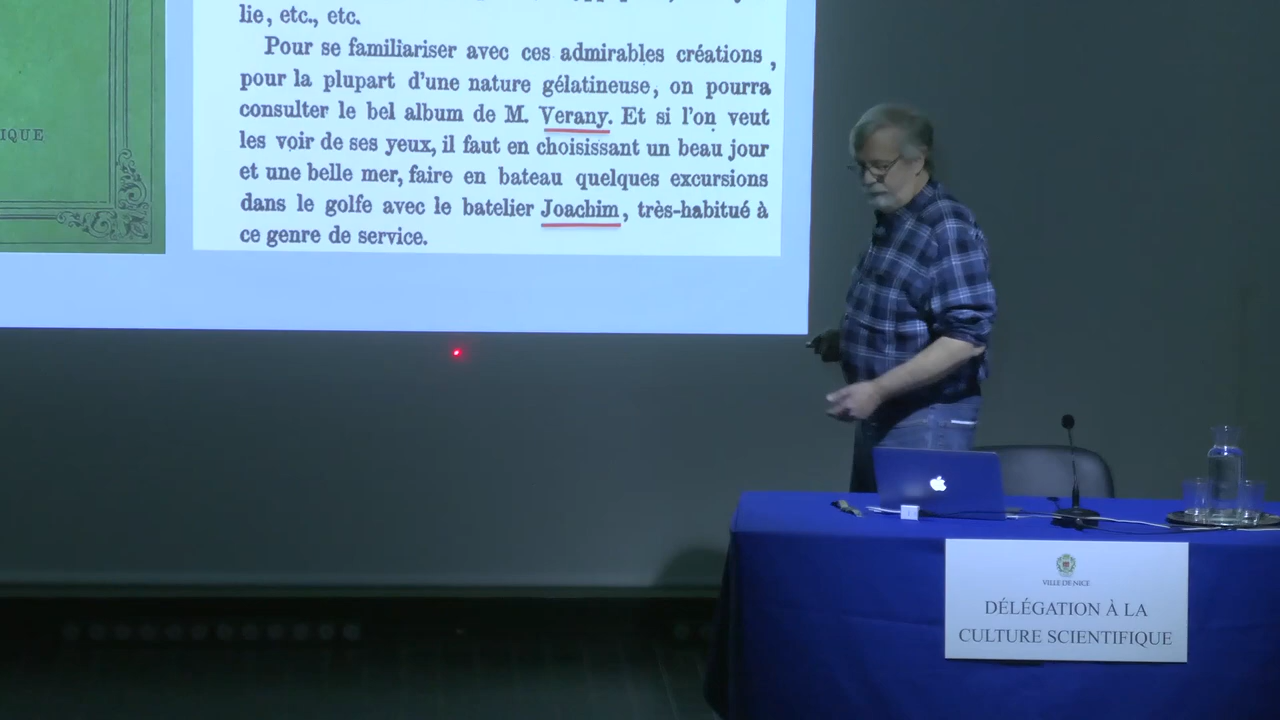 lie, etc., etc.
Pour se familiariser avec ces admirables créations,
pour la plupart d'une nature gélatineuse, on pourra
consulter le bel album de M. Verany. Et si l'on veut
les voir de ses yeux, il faut en choisissant un beau jour
et une belle mer, faire en bateau quelques excursions
dans le golfe avec le batelier Joachim, très-habitué à
ce genre de service.
IQUE
VILLE DE NICE
DÉLÉGATION À LA
CULTURE SCIENTIFIQUE